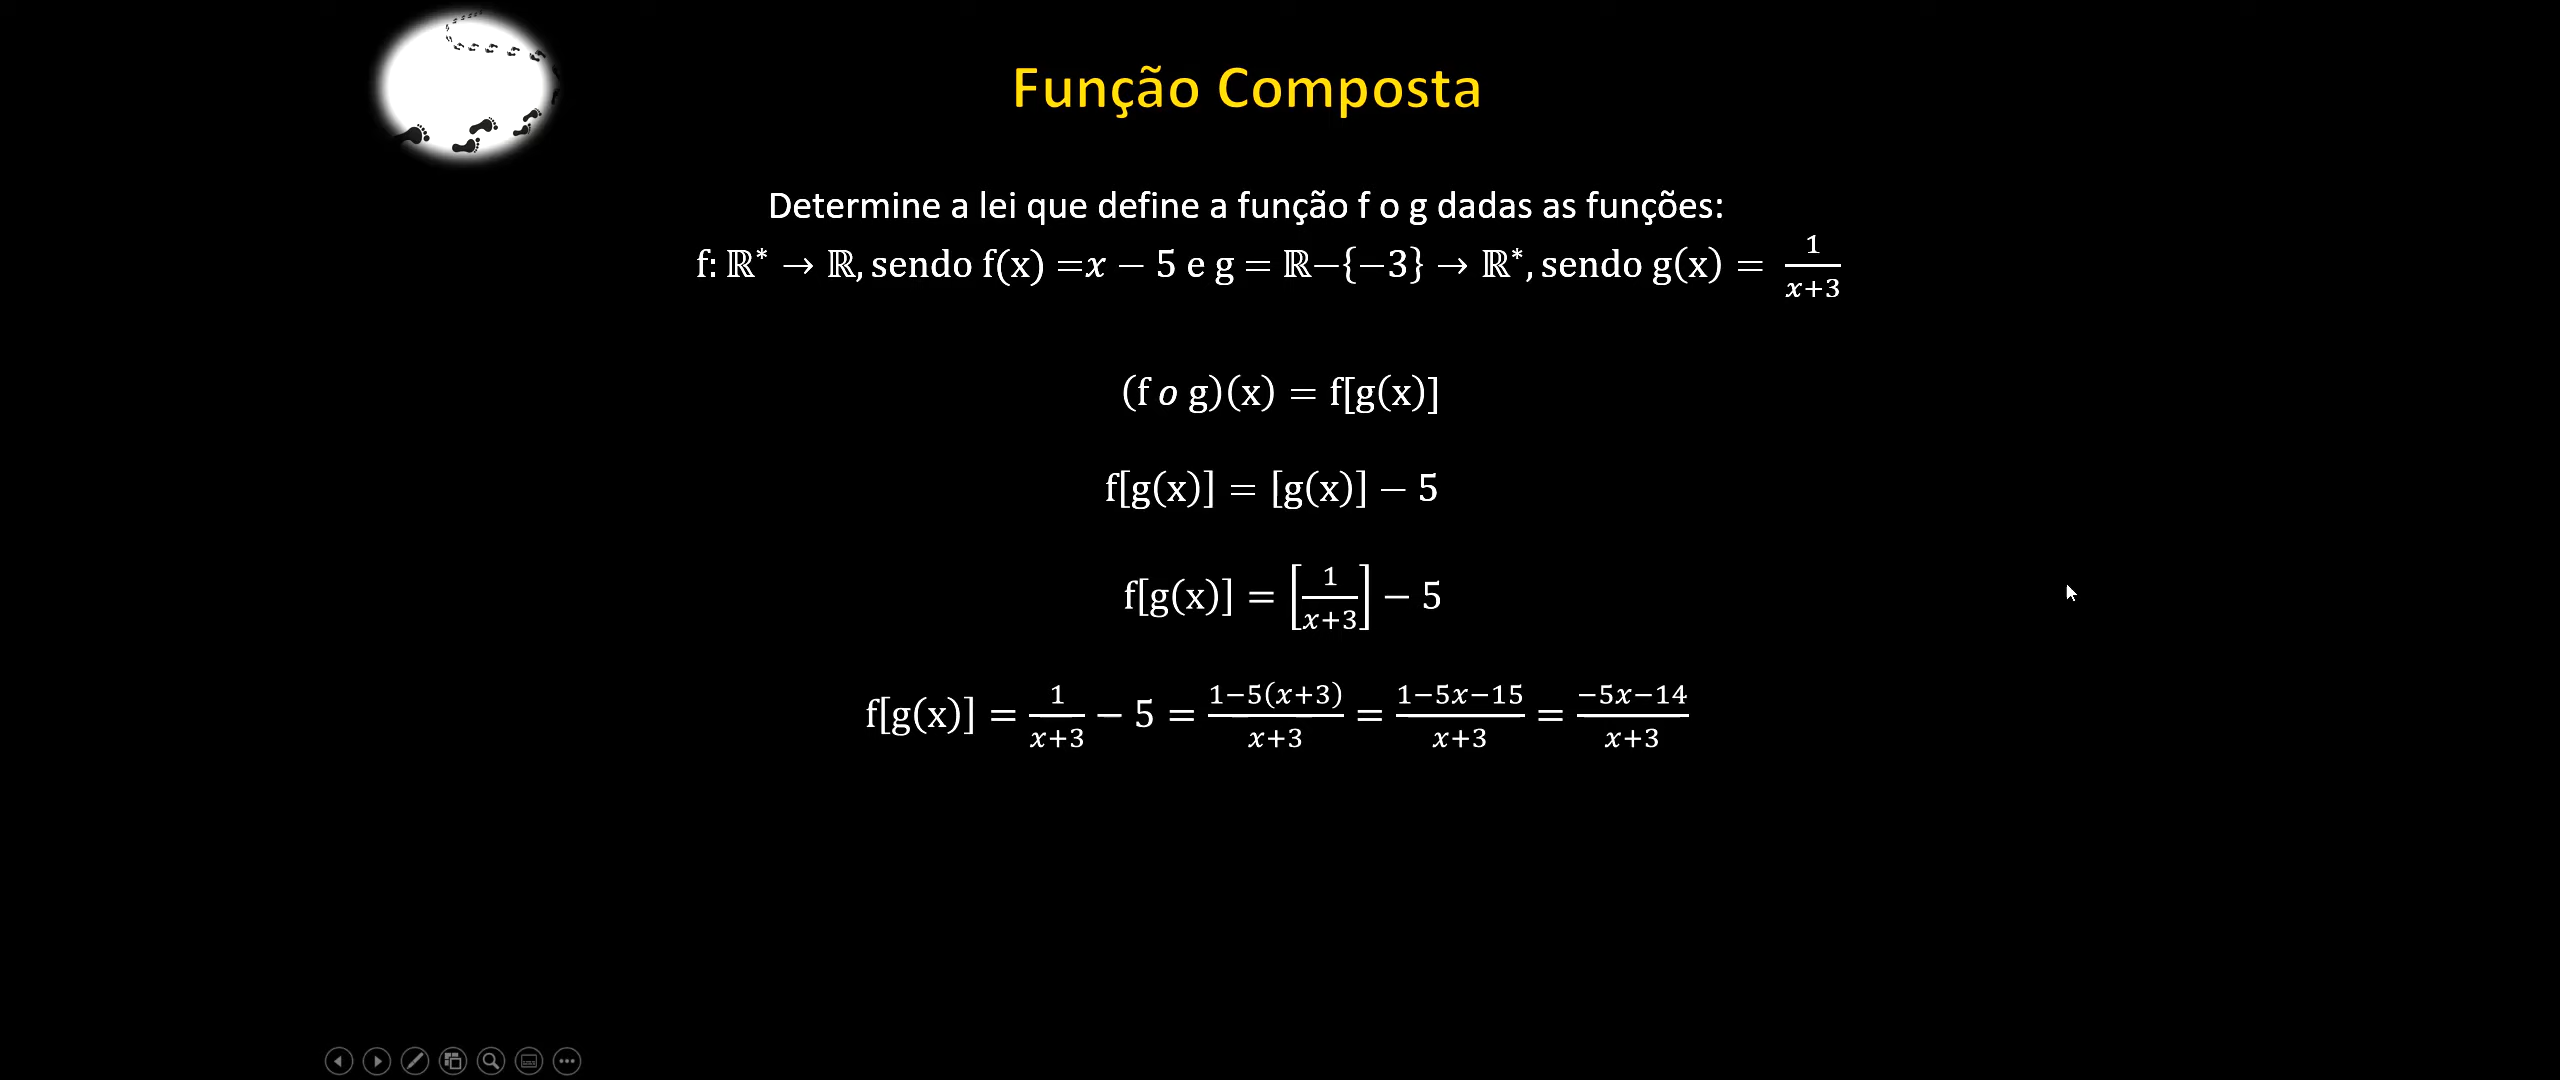 Função Composta
Determine a lei que define a função f o g dadas as funções:
f: ℝ* → ℝ, sendo f(x) =x − 5 e g = ℝ−{−3} → ℝ*, sendo g(x) = 1/(x+3)
(f o g)(x) = f[g(x)]
f[g(x)] = [g(x)] − 5
f[g(x)] = [1/(x+3)] − 5
f[g(x)] = 1/(x+3) − 5 = (1−5(x+3))/(x+3) = (1−5x−15)/(x+3) = (−5x−14)/(x+3)